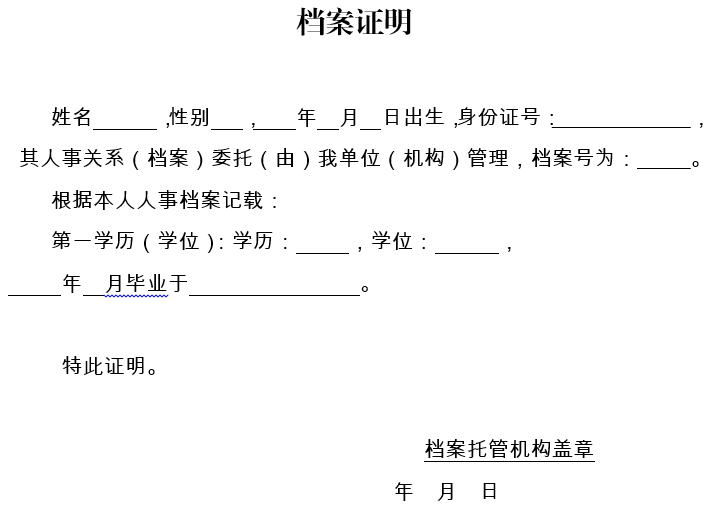 档案证明
姓名______,性别___,____年__月__日出生,身份证号:_____________,
其人事关系(档案)委托(由)我单位(机构)管理,档案号为:_____。
根据本人人事档案记载:
第一学历(学位):学历:_____,学位:______,
_____年__月毕业于________________。
特此证明。
档案托管机构盖章
年 月 日